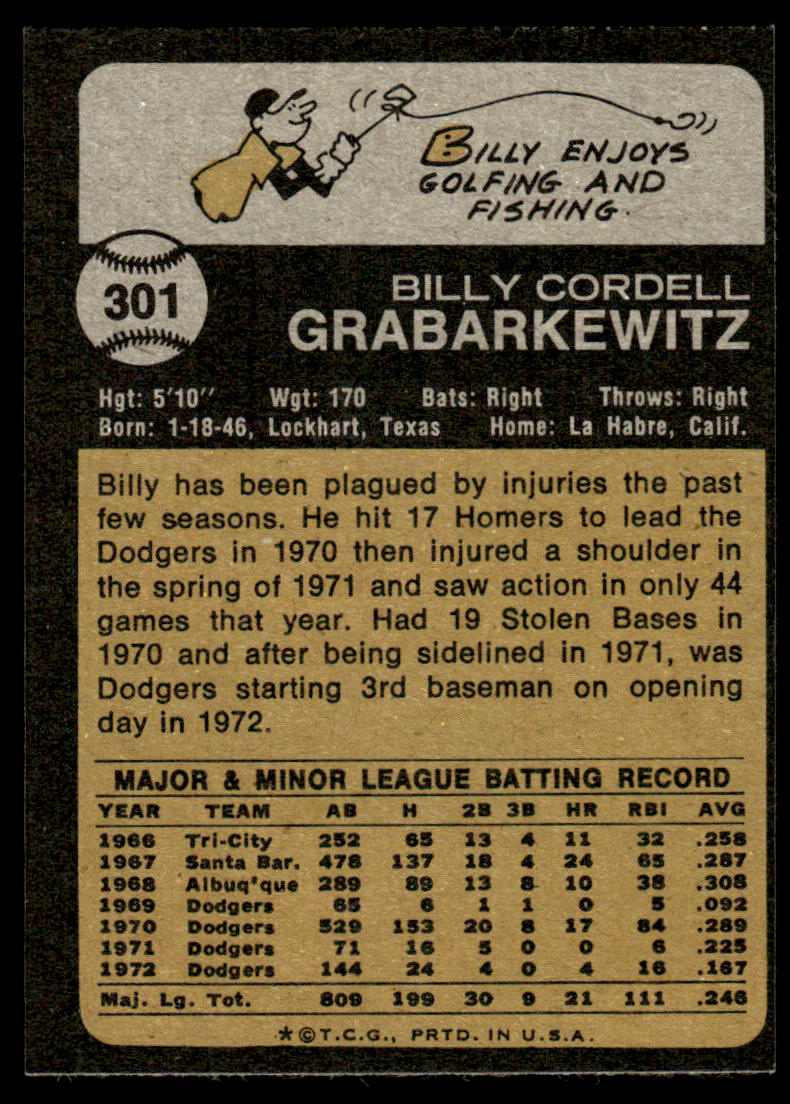 BILLY ENJOYS
GOLFING AND
FISHING.
301
BILLY CORDELL
GRABARKEWITZ
Hgt: 5'10" Wgt: 170 Bats: Right Throws: Right
Born: 1-18-46, Lockhart, Texas Home: La Habre, Calif.
Billy has been plagued by injuries the past
few seasons. He hit 17 Homers to lead the
Dodgers in 1970 then injured a shoulder in
the spring of 1971 and saw action in only 44
games that year. Had 19 Stolen Bases in
1970 and after being sidelined in 1971, was
Dodgers starting 3rd baseman on opening
day in 1972.
MAJOR & MINOR LEAGUE BATTING RECORD
YEAR TEAM AB H 2B 3B HR RBI AVG
1966 Tri-City 252 65 13 4 11 32 .258
1967 Santa Bar. 478 137 18 4 24 65 .287
1968 Albuq'que 289 89 13 8 10 38 .308
1969 Dodgers 65 6 1 1 0 5 .092
1970 Dodgers 529 153 20 8 17 84 .289
1971 Dodgers 71 16 5 0 0 6 .225
1972 Dodgers 144 24 4 0 4 16 .167
Maj. Lg. Tot. 809 199 30 9 21 111 .246
*©T.C.G., PRTD. IN U.S.A.